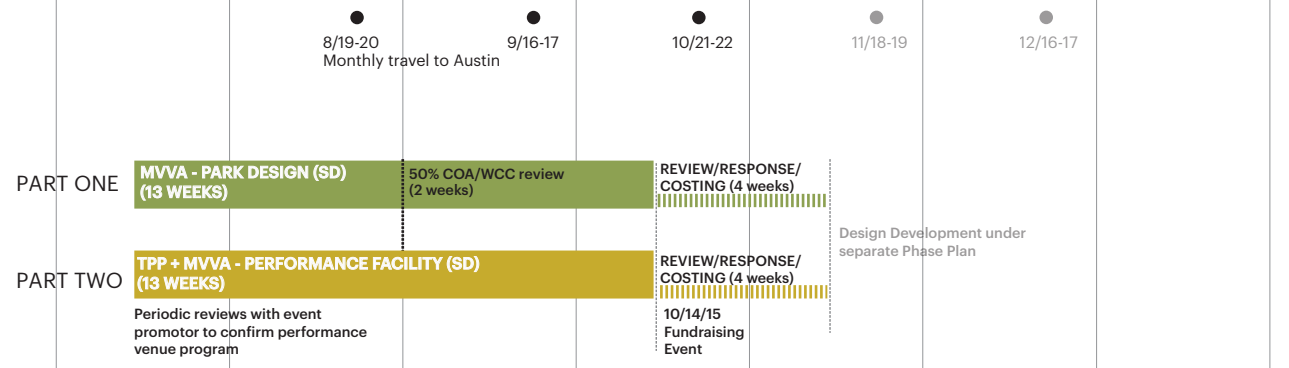 8/19-20
Monthly travel to Austin
9/16-17
10/21-22
11/18-19
12/16-17
PART ONE
MVVA - PARK DESIGN (SD)
(13 WEEKS)
50% COA/WCC review
(2 weeks)
REVIEW/RESPONSE/
COSTING (4 weeks)
Design Development under
separate Phase Plan
PART TWO
TPP + MVVA - PERFORMANCE FACILITY (SD)
(13 WEEKS)
REVIEW/RESPONSE/
COSTING (4 weeks)
Periodic reviews with event
promotor to confirm performance
venue program
10/14/15
Fundraising
Event